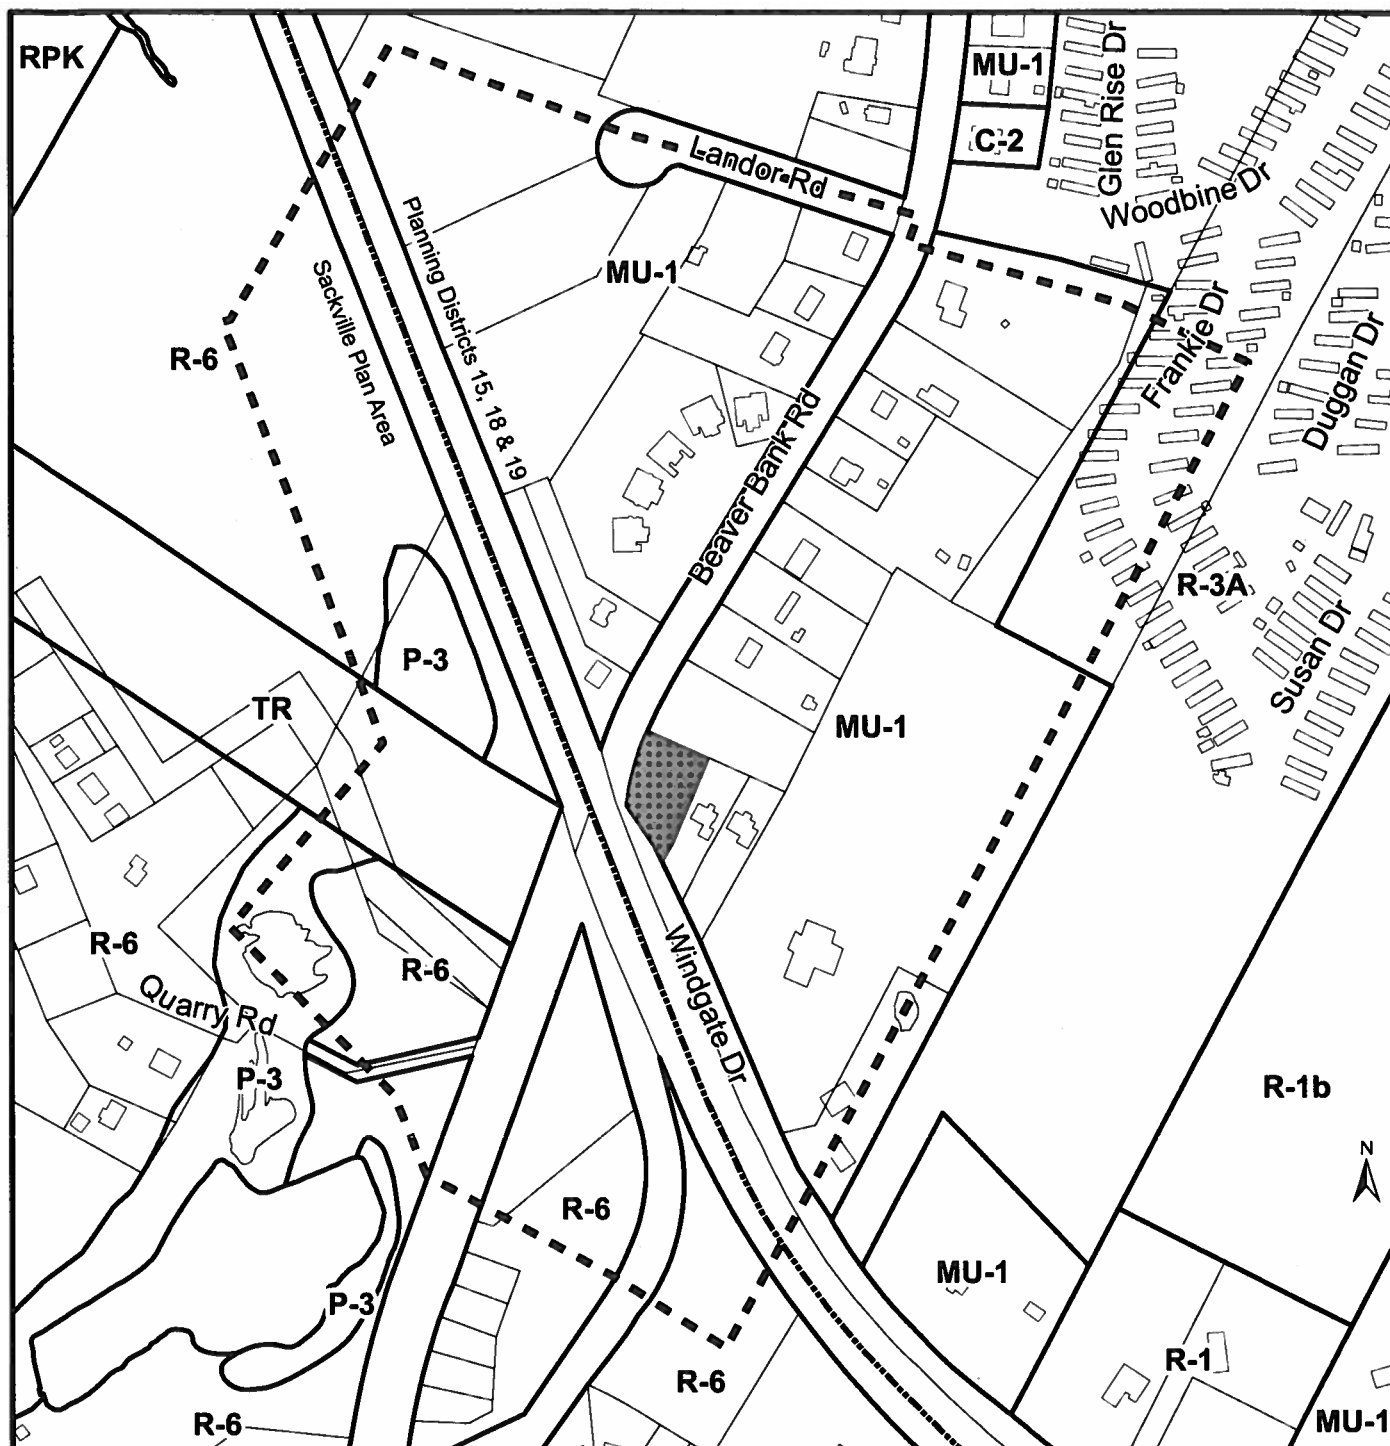 RPK
MU-1
Glen Rise Dr
C-2
Landor Rd
Woodbine Dr
Planning Districts 15, 18 & 19
Sackville Plan Area
MU-1
R-6
Frankie Dr
Duggan Dr
Beaver Bank Rd
R-3A
Susan Dr
P-3
TR
MU-1
R-6
R-6
Quarry Rd
Windgate Dr
P-3
R-1b
N
R-6
MU-1
P-3
R-1
R-6
R-6
MU-1